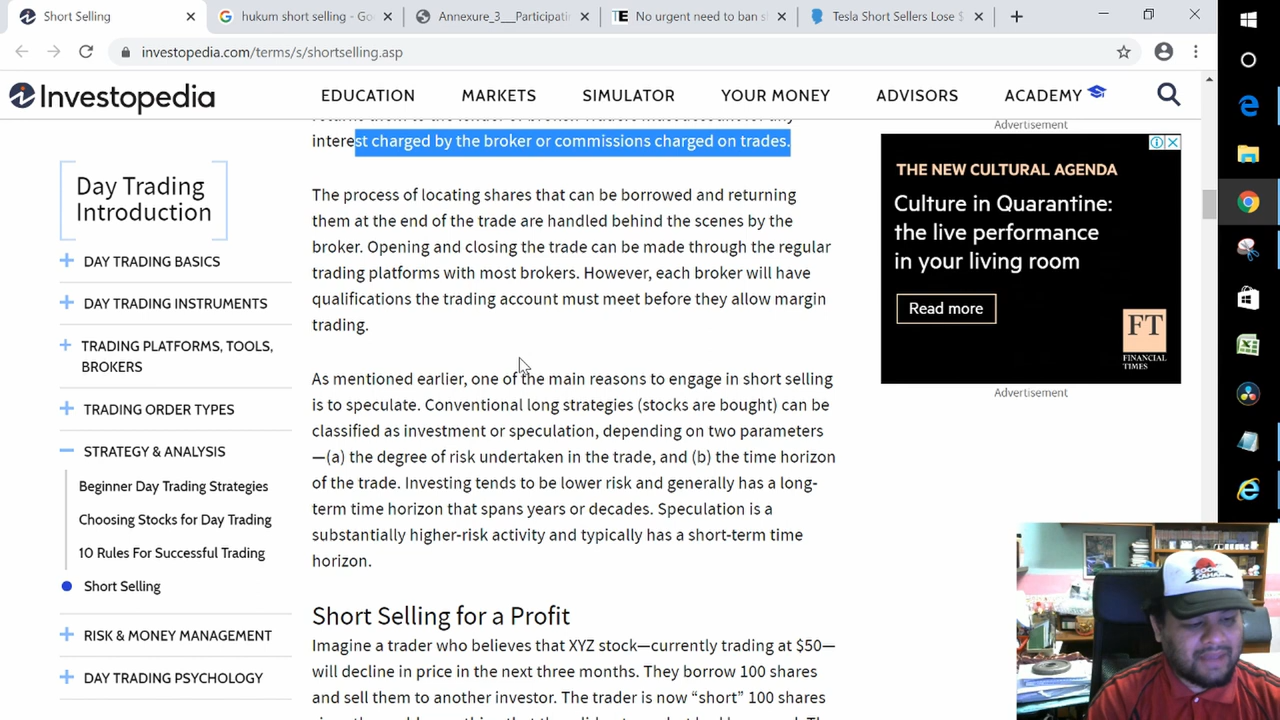 Short Selling
hukum short selling - Go
Annexure_3___Participati
No urgent need to ban s
Tesla Short Sellers Lose $
investopedia.com/terms/s/shortselling.asp
Investopedia
EDUCATION
MARKETS
SIMULATOR
YOUR MONEY
ADVISORS
ACADEMY
interest charged by the broker or commissions charged on trades.
The process of locating shares that can be borrowed and returning
them at the end of the trade are handled behind the scenes by the
broker. Opening and closing the trade can be made through the regular
trading platforms with most brokers. However, each broker will have
qualifications the trading account must meet before they allow margin
trading.
As mentioned earlier, one of the main reasons to engage in short selling
is to speculate. Conventional long strategies (stocks are bought) can be
classified as investment or speculation, depending on two parameters
—(a) the degree of risk undertaken in the trade, and (b) the time horizon
of the trade. Investing tends to be lower risk and generally has a long-
term time horizon that spans years or decades. Speculation is a
substantially higher-risk activity and typically has a short-term time
horizon.
Short Selling for a Profit
Imagine a trader who believes that XYZ stock—currently trading at $50—
will decline in price in the next three months. They borrow 100 shares
and sell them to another investor. The trader is now “short” 100 shares
Day Trading
Introduction
DAY TRADING BASICS
DAY TRADING INSTRUMENTS
TRADING PLATFORMS, TOOLS,
BROKERS
TRADING ORDER TYPES
STRATEGY & ANALYSIS
Beginner Day Trading Strategies
Choosing Stocks for Day Trading
10 Rules For Successful Trading
Short Selling
RISK & MONEY MANAGEMENT
DAY TRADING PSYCHOLOGY
Advertisement
THE NEW CULTURAL AGENDA
Culture in Quarantine:
the live performance
in your living room
Read more
FT
FINANCIAL
TIMES
Advertisement